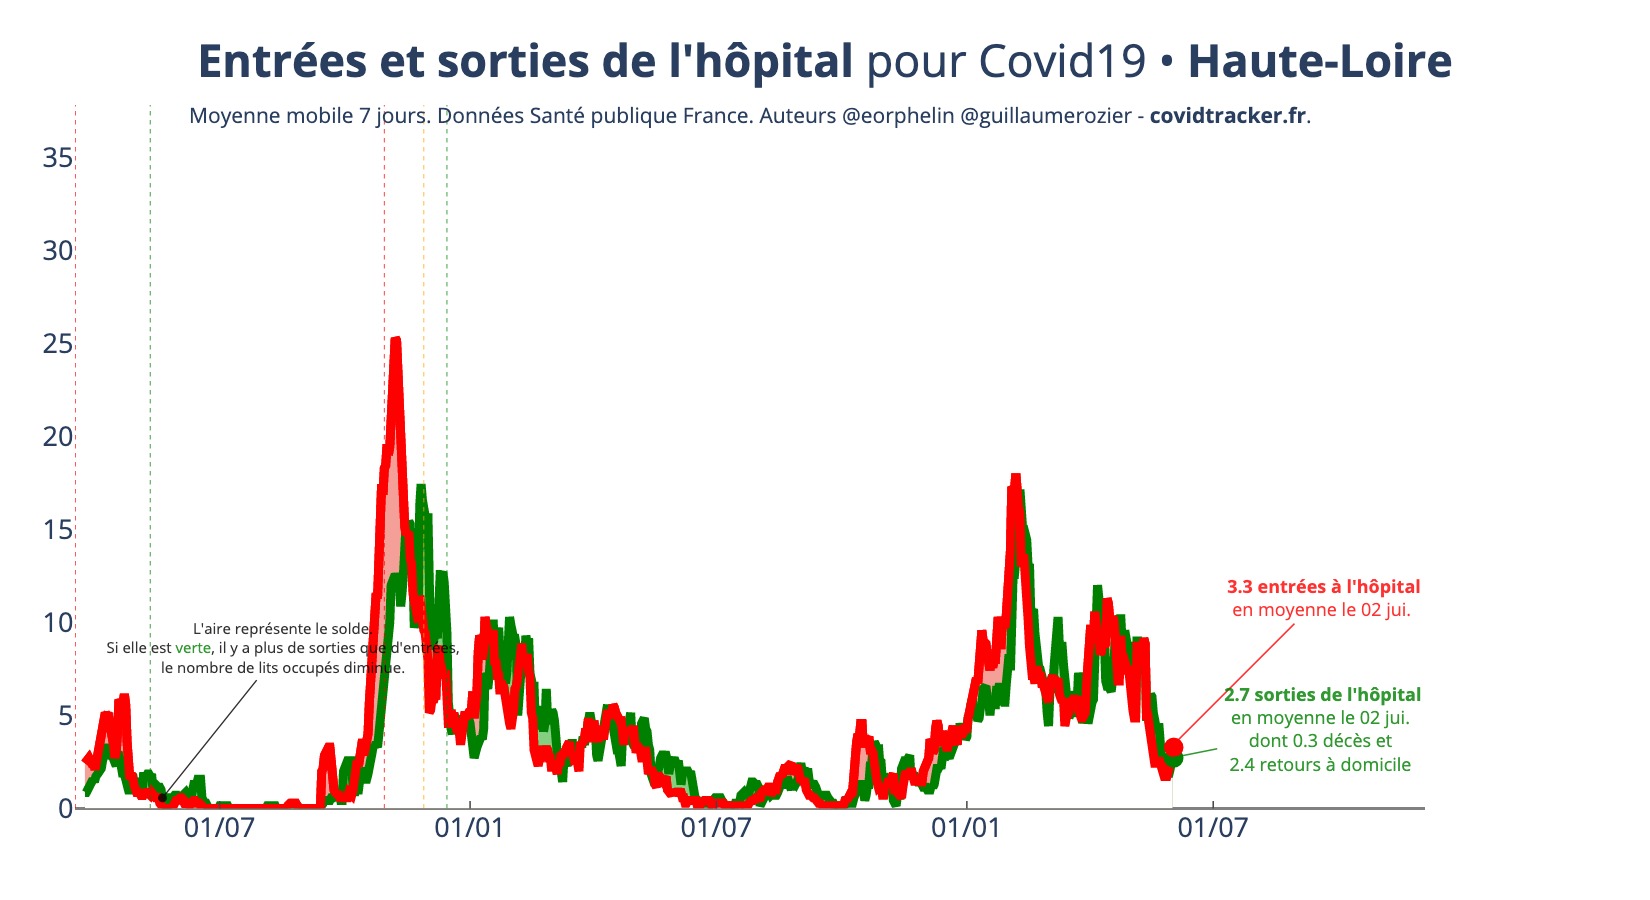 Entrées et sorties de l'hôpital pour Covid19 • Haute-Loire
Moyenne mobile 7 jours. Données Santé publique France. Auteurs @eorphelin @guillaumerozier - covidtracker.fr.
35
30
25
20
15
10
5
0
L'aire représente le solde.
Si elle est verte, il y a plus de sorties que d'entrées,
le nombre de lits occupés diminue.
3.3 entrées à l'hôpital
en moyenne le 02 jui.
2.7 sorties de l'hôpital
en moyenne le 02 jui.
dont 0.3 décès et
2.4 retours à domicile
01/07
01/01
01/07
01/01
01/07